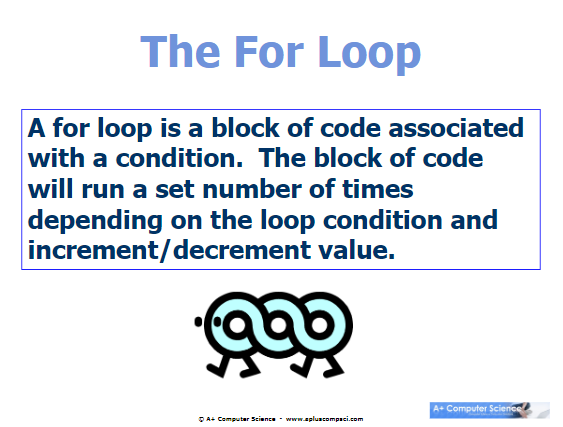 The For Loop
A for loop is a block of code associated
with a condition.  The block of code
will run a set number of times
depending on the loop condition and
increment/decrement value.
© A+ Computer Science  -  www.apluscompsci.com
A+ Computer Science